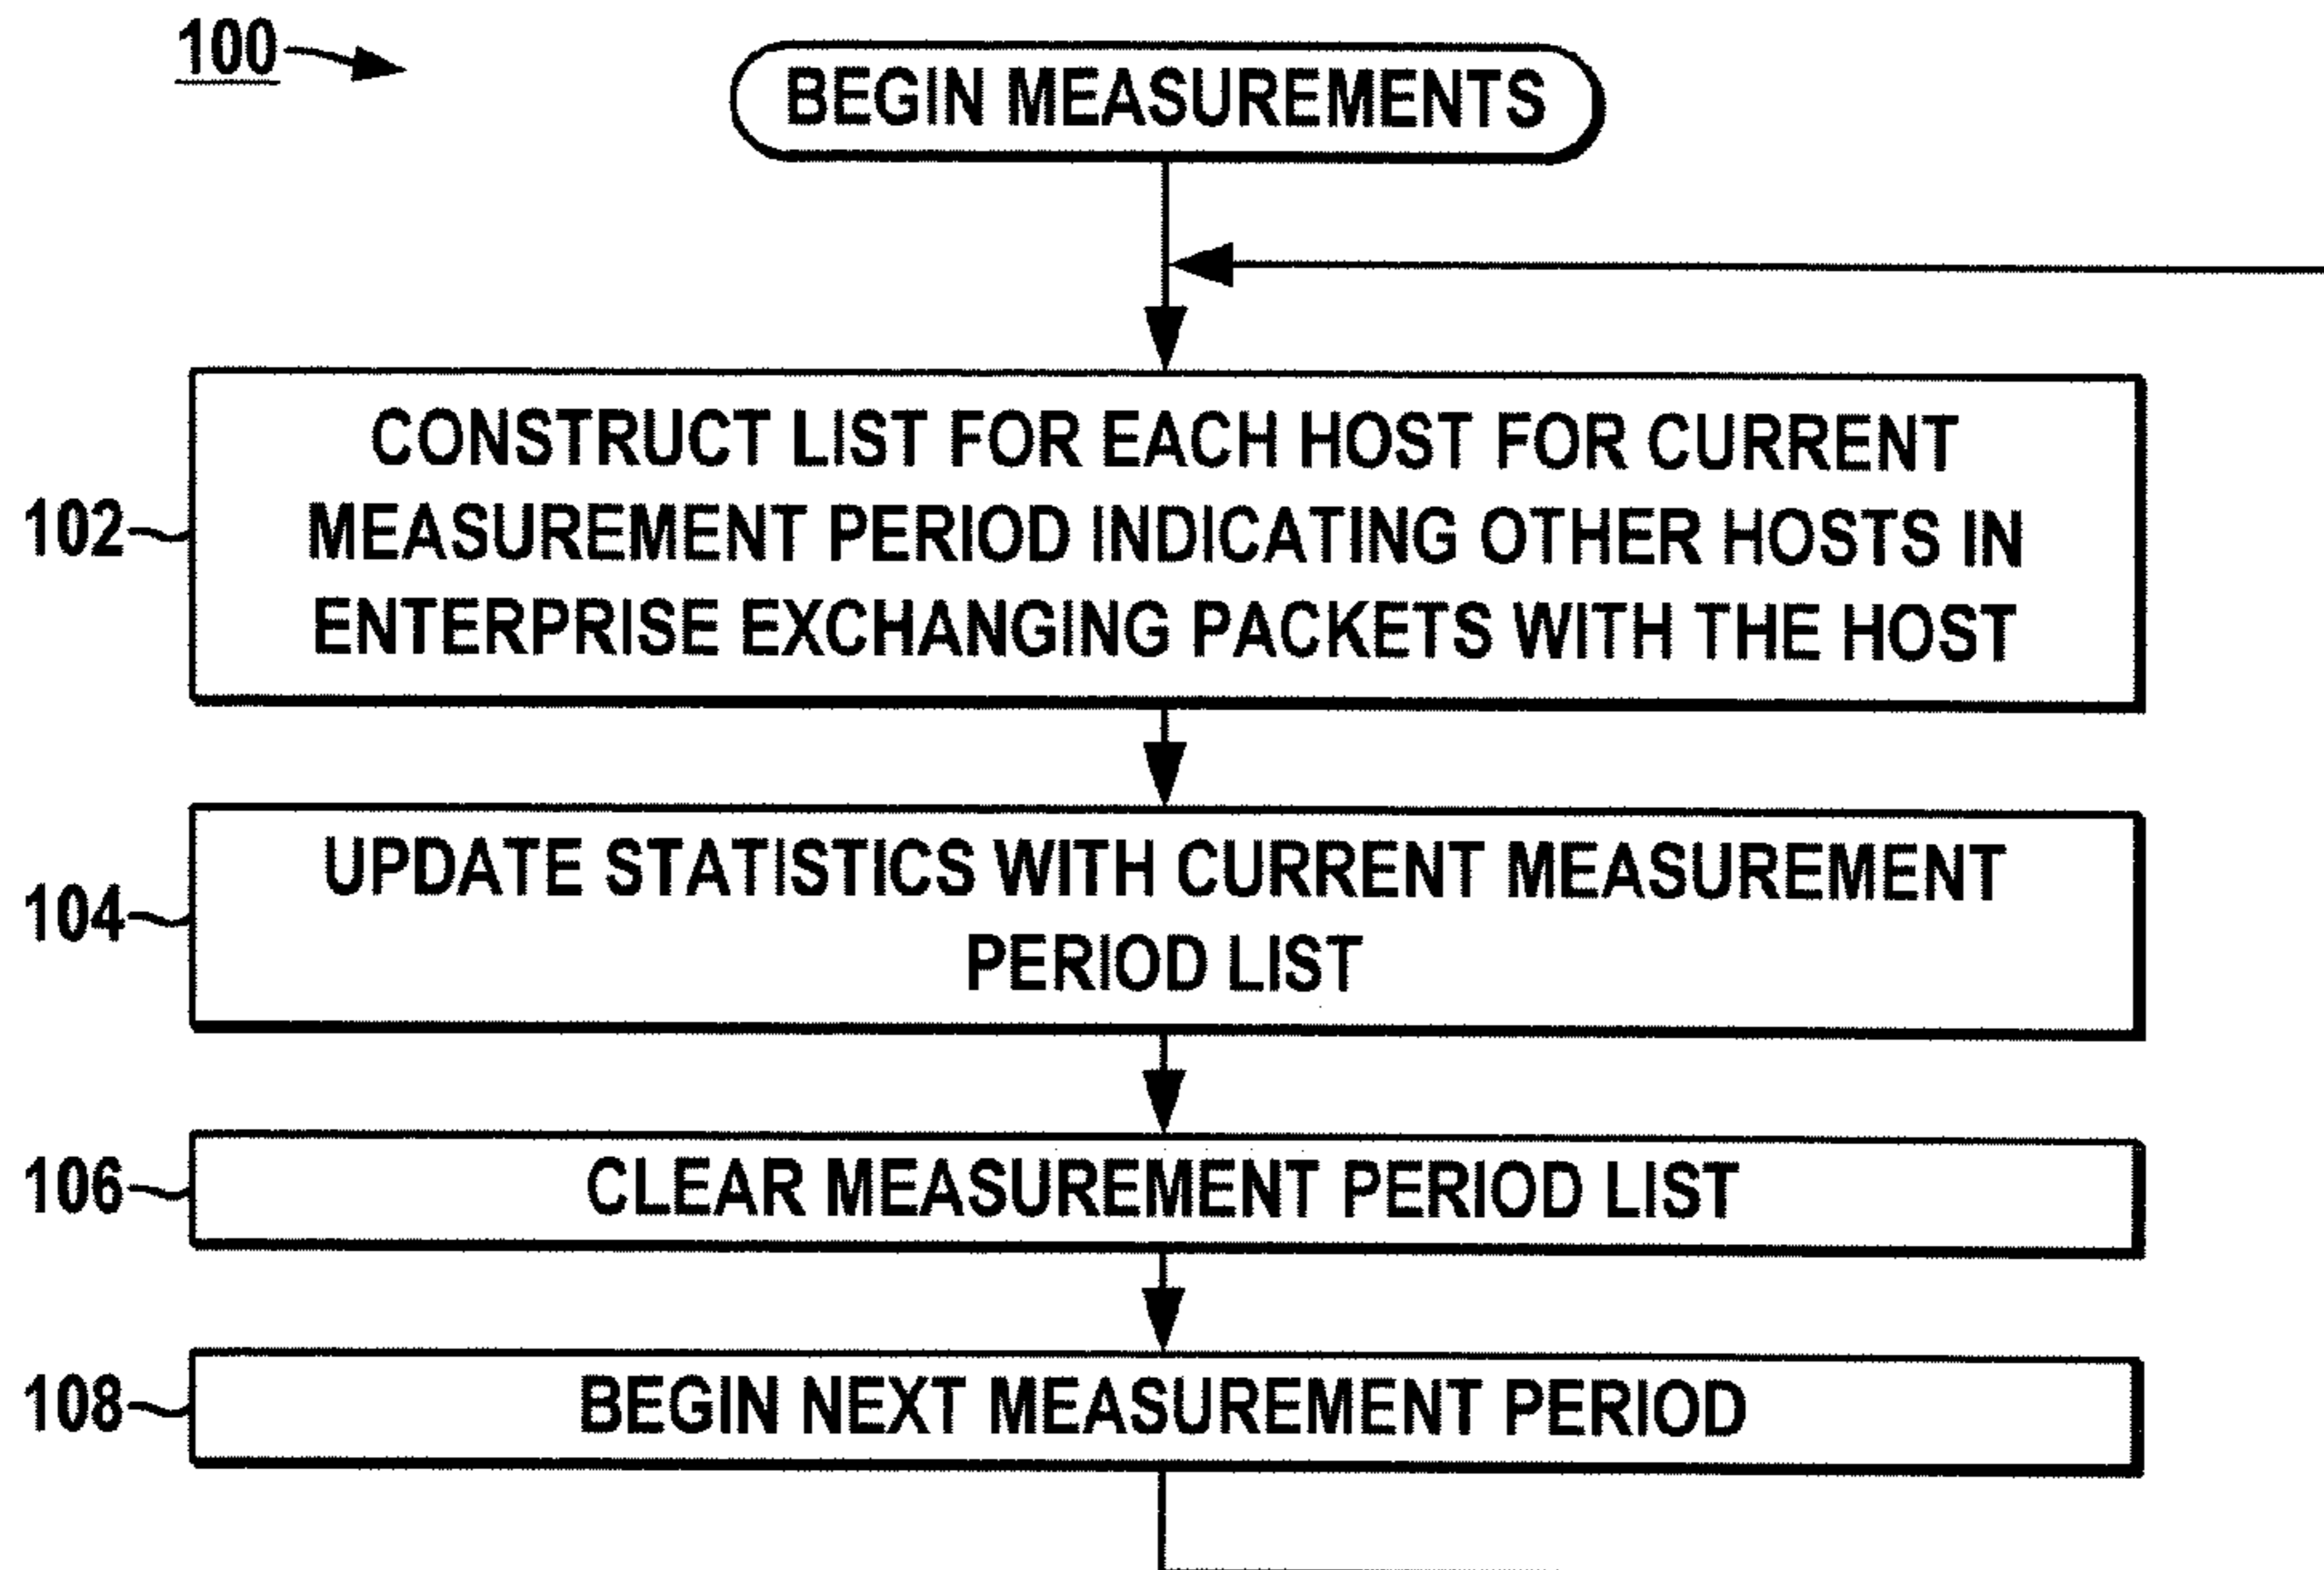 100
BEGIN MEASUREMENTS
102
CONSTRUCT LIST FOR EACH HOST FOR CURRENT
MEASUREMENT PERIOD INDICATING OTHER HOSTS IN
ENTERPRISE EXCHANGING PACKETS WITH THE HOST
104
UPDATE STATISTICS WITH CURRENT MEASUREMENT
PERIOD LIST
106
CLEAR MEASUREMENT PERIOD LIST
108
BEGIN NEXT MEASUREMENT PERIOD